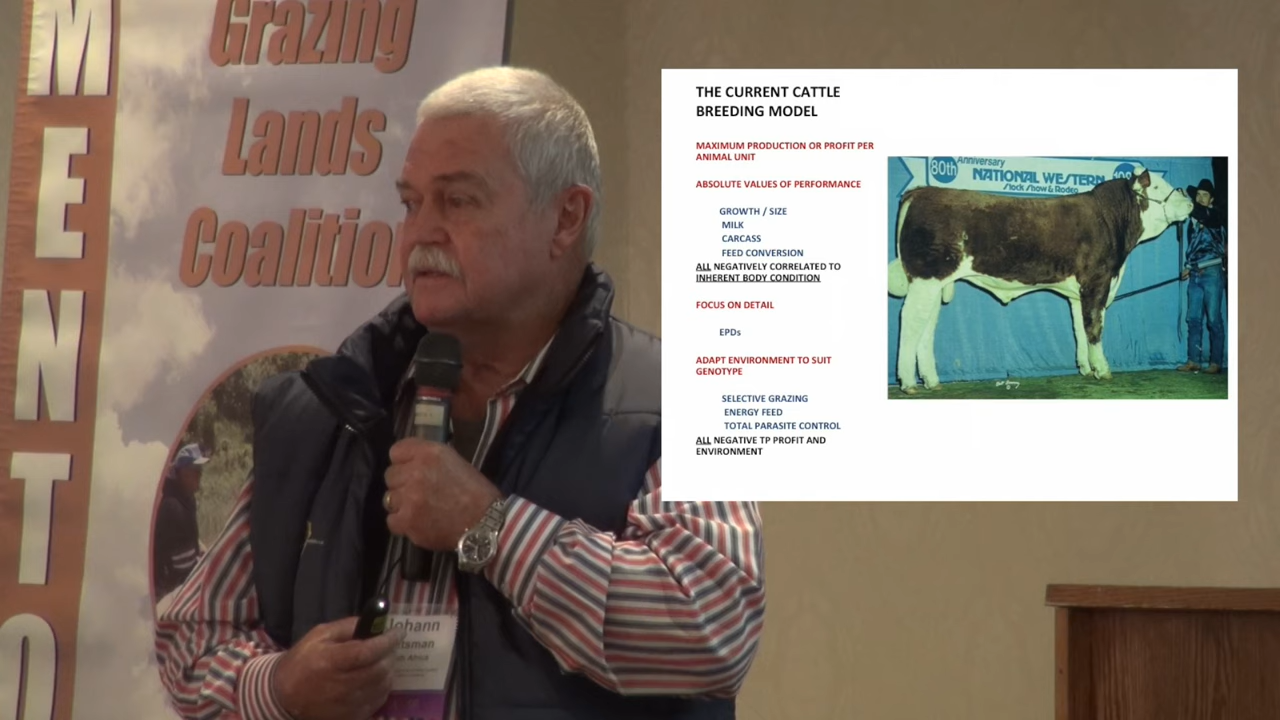 MENTO
Grazing
Lands
Coalition
Johann
South Africa
THE CURRENT CATTLE
BREEDING MODEL
MAXIMUM PRODUCTION OR PROFIT PER
ANIMAL UNIT
ABSOLUTE VALUES OF PERFORMANCE
GROWTH / SIZE
MILK
CARCASS
FEED CONVERSION
ALL NEGATIVELY CORRELATED TO
INHERENT BODY CONDITION
FOCUS ON DETAIL
EPDs
ADAPT ENVIRONMENT TO SUIT
GENOTYPE
SELECTIVE GRAZING
ENERGY FEED
TOTAL PARASITE CONTROL
ALL NEGATIVE TP PROFIT AND
ENVIRONMENT
80th Anniversary
NATIONAL WESTERN
Stock Show & Rodeo